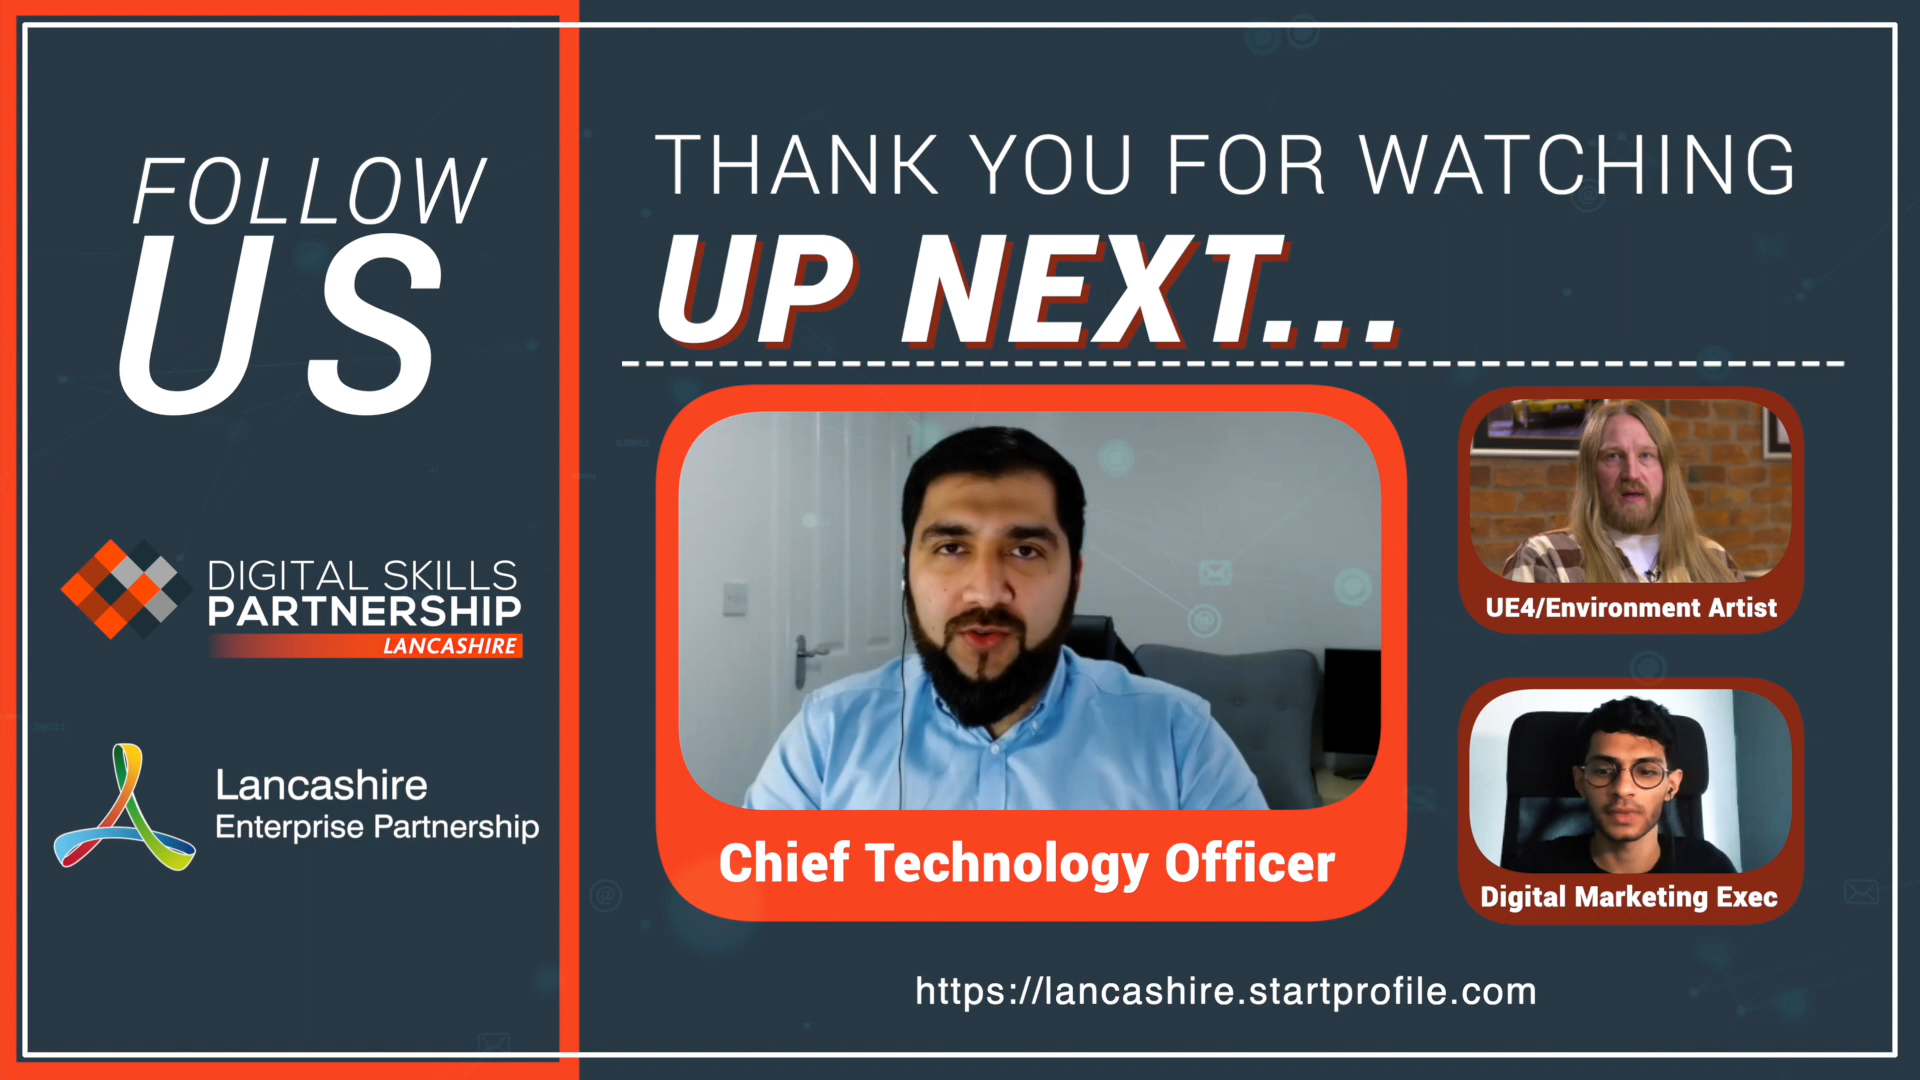 FOLLOW
US
DIGITAL SKILLS
PARTNERSHIP
LANCASHIRE
Lancashire
Enterprise Partnership
THANK YOU FOR WATCHING
UP NEXT...
Chief Technology Officer
UE4/Environment Artist
Digital Marketing Exec
https://lancashire.startprofile.com